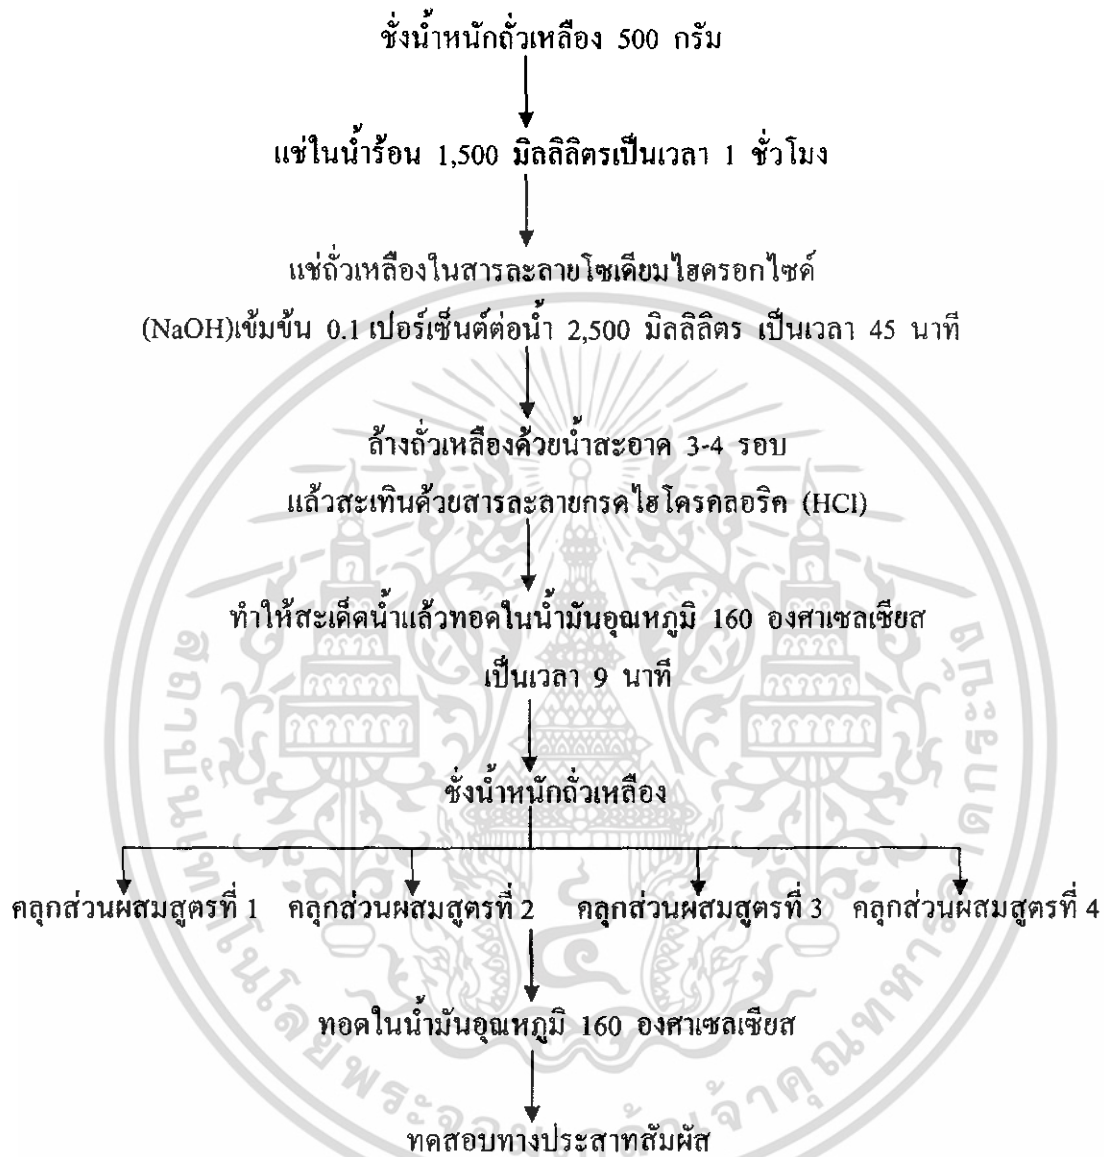 ชั่งน้ำหนักถั่วเหลือง 500 กรัม
แช่ในน้ำร้อน 1,500 มิลลิลิตรเป็นเวลา 1 ชั่วโมง
แช่ถั่วเหลืองในสารละลายโซเดียมไฮดรอกไซด์
(NaOH)เข้มข้น 0.1 เปอร์เซ็นต์ต่อน้ำ 2,500 มิลลิลิตร เป็นเวลา 45 นาที
ล้างถั่วเหลืองด้วยน้ำสะอาด 3-4 รอบ
แล้วสะเทินด้วยสารละลายกรดไฮโดรคลอริค (HCl)
ทำให้สะเด็ดน้ำแล้วทอดในน้ำมันอุณหภูมิ 160 องศาเซลเซียส
เป็นเวลา 9 นาที
ชั่งน้ำหนักถั่วเหลือง
คลุกส่วนผสมสูตรที่ 1 คลุกส่วนผสมสูตรที่ 2 คลุกส่วนผสมสูตรที่ 3 คลุกส่วนผสมสูตรที่ 4
ทอดในน้ำมันอุณหภูมิ 160 องศาเซลเซียส
ทดสอบทางประสาทสัมผัส